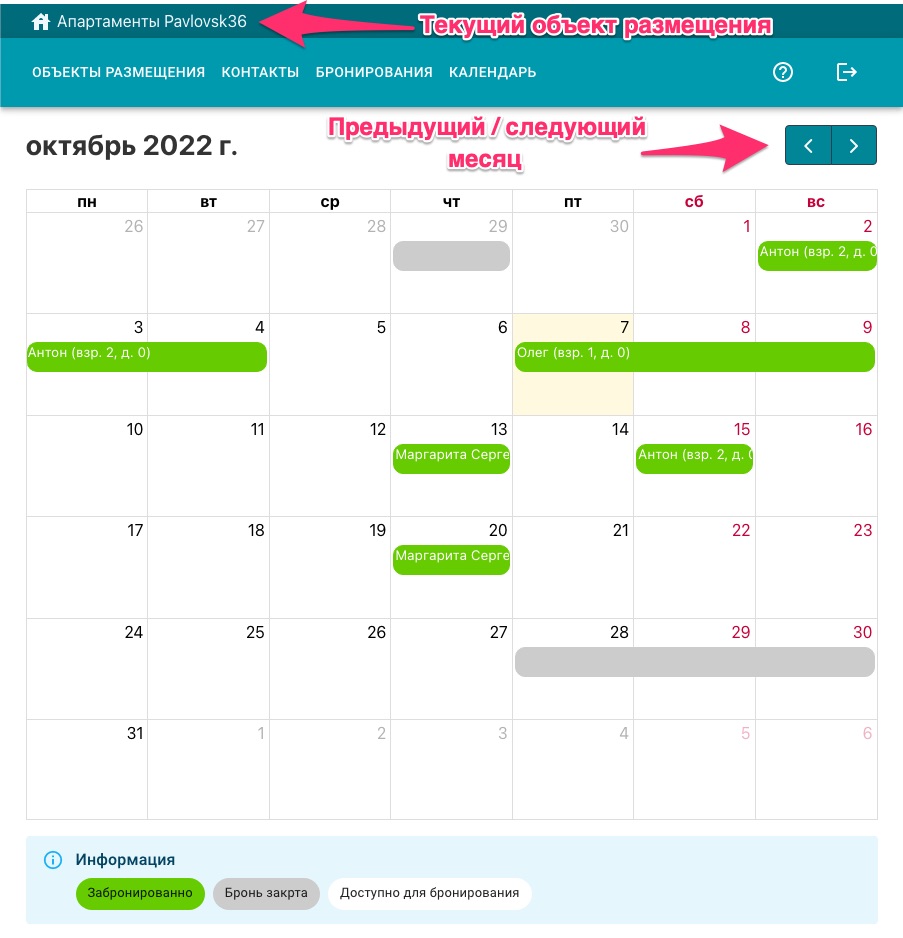 Апартаменты Pavlovsk36
Текущий объект размещения
ОБЪЕКТЫ РАЗМЕЩЕНИЯ КОНТАКТЫ БРОНИРОВАНИЯ КАЛЕНДАРЬ
?
Предыдущий / следующий
месяц
октябрь 2022 г.
пн вт ср чт пт сб вс
26 27 28 29 30 1 2
Антон (взр. 2, д. 0
3 4 5 6 7 8 9
Антон (взр. 2, д. 0) Олег (взр. 1, д. 0)
10 11 12 13 14 15 16
Маргарита Серге Антон (взр. 2, д. 0
17 18 19 20 21 22 23
Маргарита Серге
24 25 26 27 28 29 30
31 1 2 3 4 5 6
Информация
Забронированно Бронь закрта Доступно для бронирования